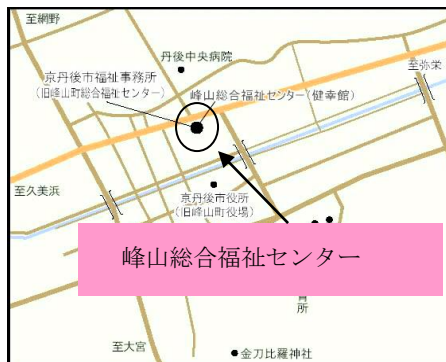 至網野
丹後中央病院
京丹後市福祉事務所
(旧峰山町総合福祉センター)
至弥栄
峰山総合福祉センター(健幸館)
至久美浜
京丹後市役所
(旧峰山町役場)
峰山総合福祉センター
至大宮
金刀比羅神社